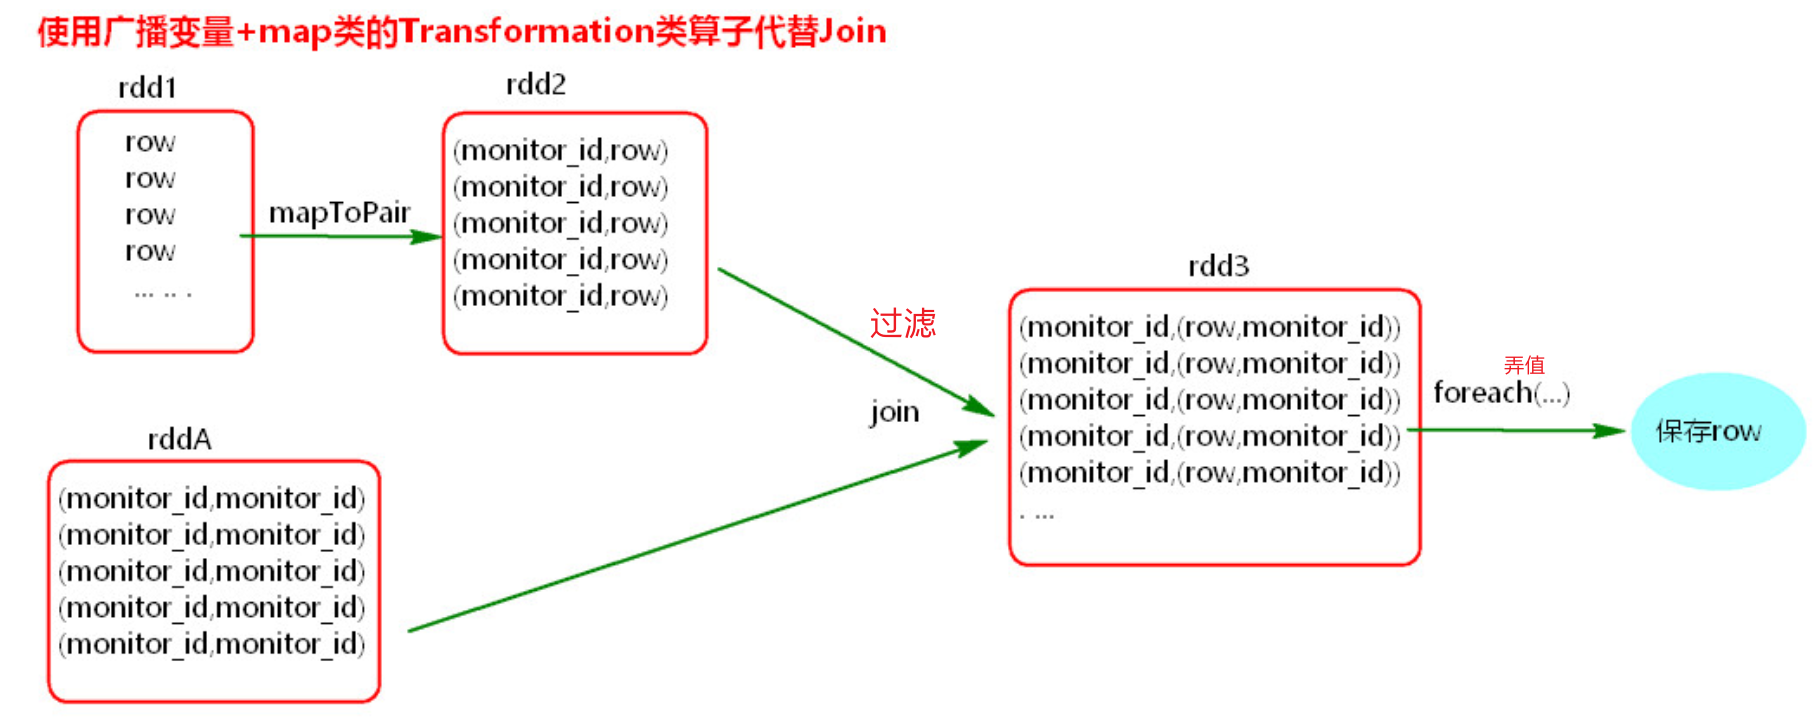 使用广播变量+map类的Transformation类算子代替Join
rdd1
row
row
row
row
... .. .
mapToPair
rdd2
(monitor_id,row)
(monitor_id,row)
(monitor_id,row)
(monitor_id,row)
(monitor_id,row)
rddA
(monitor_id,monitor_id)
(monitor_id,monitor_id)
(monitor_id,monitor_id)
(monitor_id,monitor_id)
(monitor_id,monitor_id)
过滤
join
rdd3
(monitor_id,(row,monitor_id))
(monitor_id,(row,monitor_id))
(monitor_id,(row,monitor_id))
(monitor_id,(row,monitor_id))
(monitor_id,(row,monitor_id))
. ...
弄值
foreach(...)
保存row